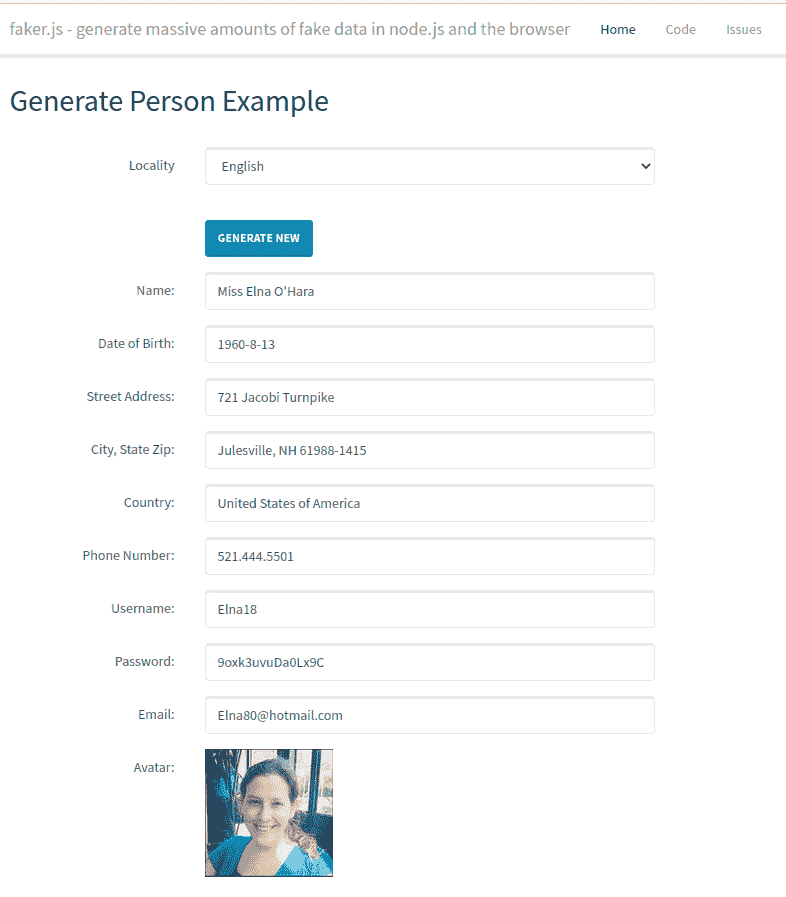 faker.js - generate massive amounts of fake data in node.js and the browser Home Code Issues
Generate Person Example
Locality English
GENERATE NEW
Name: Miss Elna O'Hara
Date of Birth: 1960-8-13
Street Address: 721 Jacobi Turnpike
City, State Zip: Julesville, NH 61988-1415
Country: United States of America
Phone Number: 521.444.5501
Username: Elna18
Password: 9oxk3uvuDa0Lx9C
Email: Elna80@hotmail.com
Avatar: